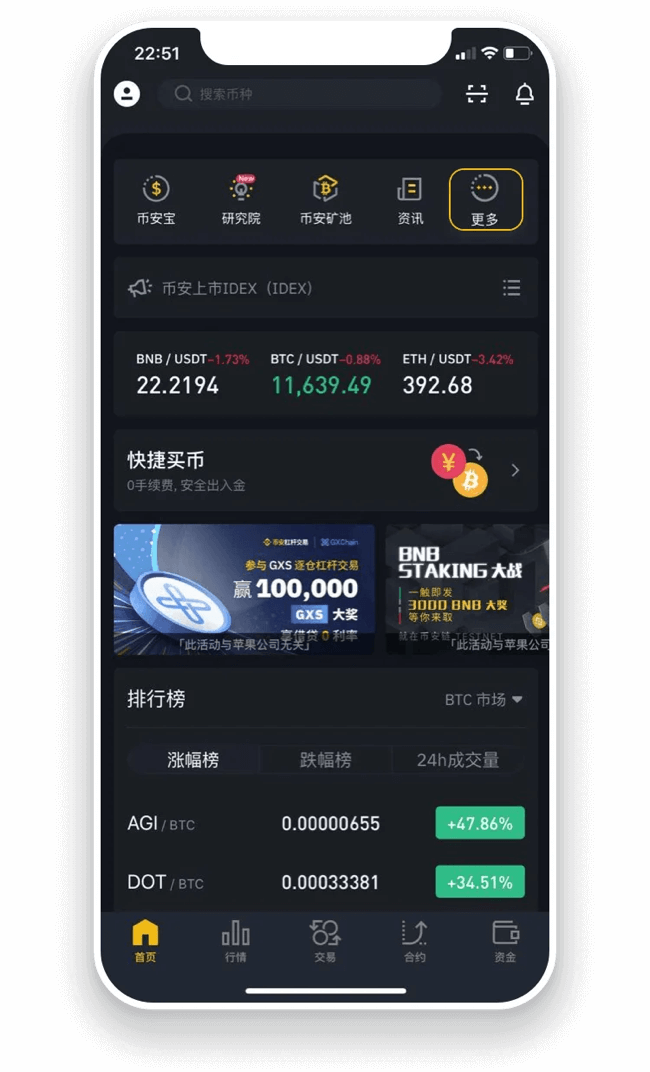 22:51
搜索币种
New
币安宝 研究院 币安矿池 资讯 更多
币安上市IDEX（IDEX）
BNB / USDT -1.73% BTC / USDT -0.88% ETH / USDT -3.42%
22.2194 11,639.49 392.68
快捷买币
0手续费, 安全出入金
币安杠杆交易 GXChain
参与 GXS 逐仓杠杆交易
赢 100,000
GXS 大奖
享借贷 0 利率
「此活动与苹果公司无关」
BNB
STAKING 大战
一触即发
3000 BNB 大奖
等你来取
就在币安链 TESTNET
「此活动与苹果公司
排行榜 BTC 市场
涨幅榜 跌幅榜 24h成交量
AGI / BTC 0.00000655 +47.86%
DOT / BTC 0.00033381 +34.51%
首页 行情 交易 合约 资金